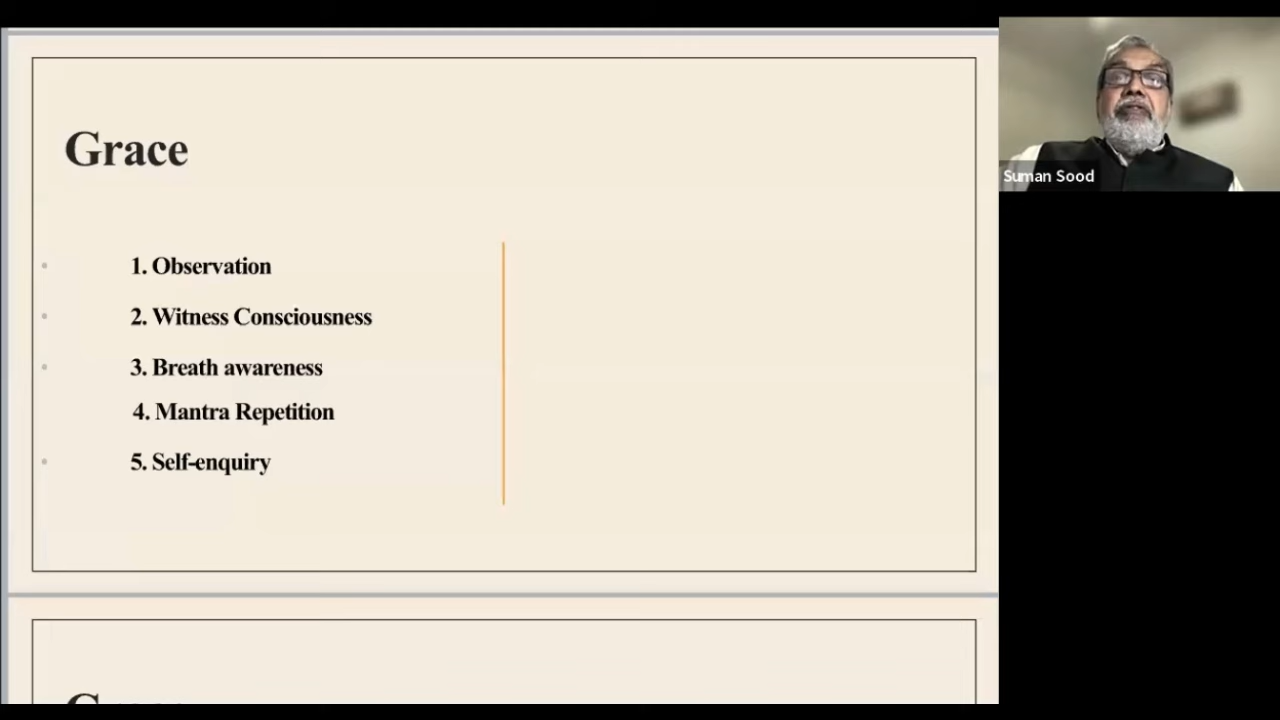 Grace
1. Observation
2. Witness Consciousness
3. Breath awareness
4. Mantra Repetition
5. Self-enquiry
Suman Sood